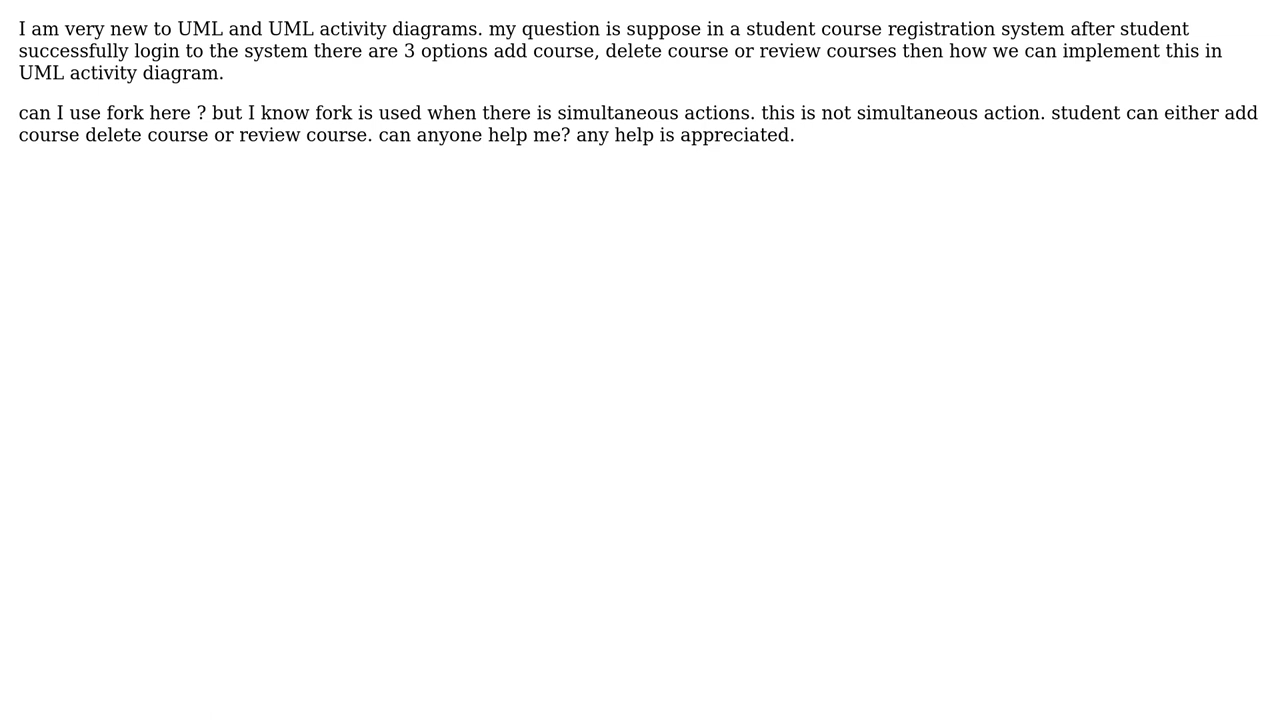 I am very new to UML and UML activity diagrams. my question is suppose in a student course registration system after student
successfully login to the system there are 3 options add course, delete course or review courses then how we can implement this in
UML activity diagram.
can I use fork here ? but I know fork is used when there is simultaneous actions. this is not simultaneous action. student can either add
course delete course or review course. can anyone help me? any help is appreciated.